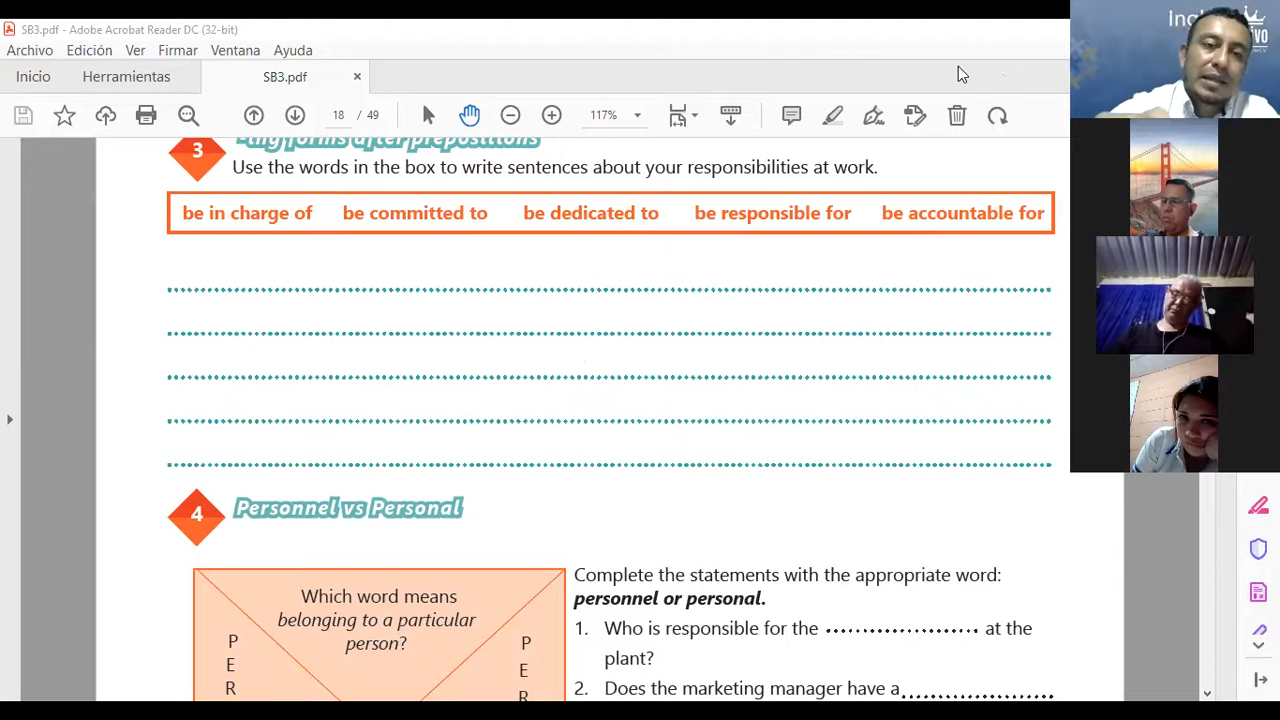 SB3.pdf - Adobe Acrobat Reader DC (32-bit)
Archivo Edición Ver Firmar Ventana Ayuda
Inicio Herramientas SB3.pdf ×
18 / 49 117%
3 -ing forms after prepositions
Use the words in the box to write sentences about your responsibilities at work.
be in charge of be committed to be dedicated to be responsible for be accountable for
4 Personnel vs Personal
Which word means
belonging to a particular
person?
P
E
R
P
E
R
Complete the statements with the appropriate word:
personnel or personal.
1. Who is responsible for the ............................ at the
plant?
2. Does the marketing manager have a............................